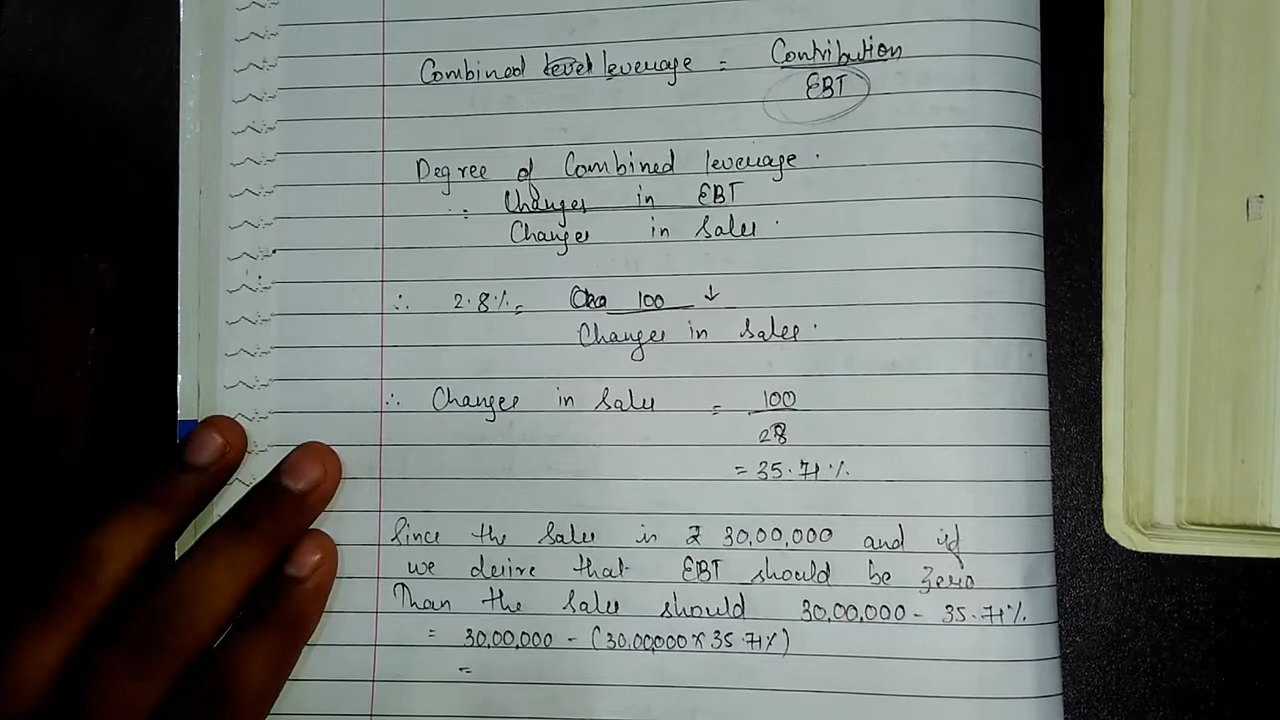 Combined level leverage = Contribution
EBT
Degree of Combined leverage.
= Changes in EBT
Changes in Sales.
∴ 2.8% = Cha 100 ↓
Changes in Sales.
∴ Changes in Sales = 100
28
= 35.71%
Since the Sales is ₹ 30,00,000 and if
we desire that EBT should be zero
Than the Sales should 30,00,000 - 35.71%
= 30,00,000 - (30,00,000 x 35.71%)
=